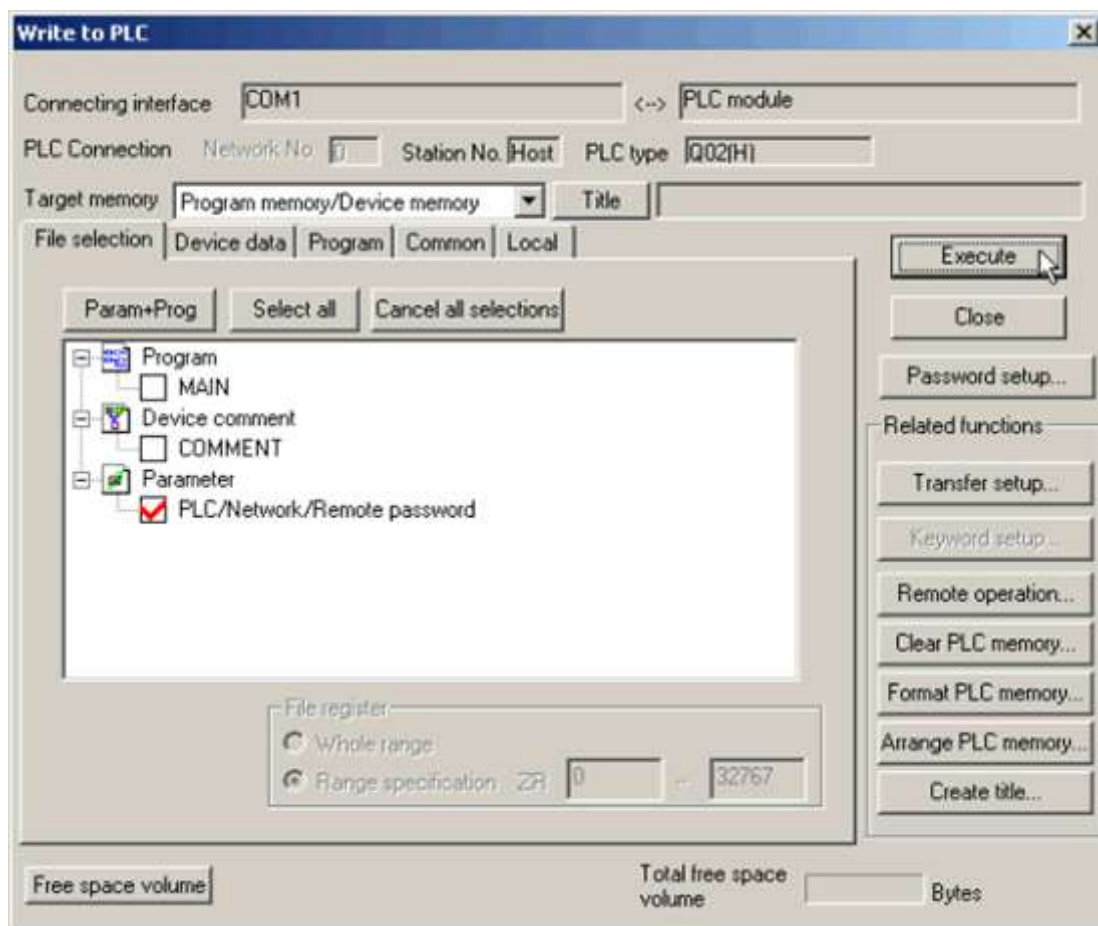 Write to PLC
Connecting interface COM1 <--> PLC module
PLC Connection Network No. 0 Station No. Host PLC type Q02(H)
Target memory Program memory/Device memory Title
File selection Device data Program Common Local
Execute
Param+Prog Select all Cancel all selections
Close
Program
MAIN
Password setup...
Device comment
Related functions
COMMENT
Parameter
Transfer setup...
PLC/Network/Remote password
Keyword setup...
Remote operation...
Clear PLC memory...
Format PLC memory...
File register
Whole range
Arrange PLC memory...
Range specification ZR 0 -- 32767
Create title...
Free space volume
Total free space
volume Bytes